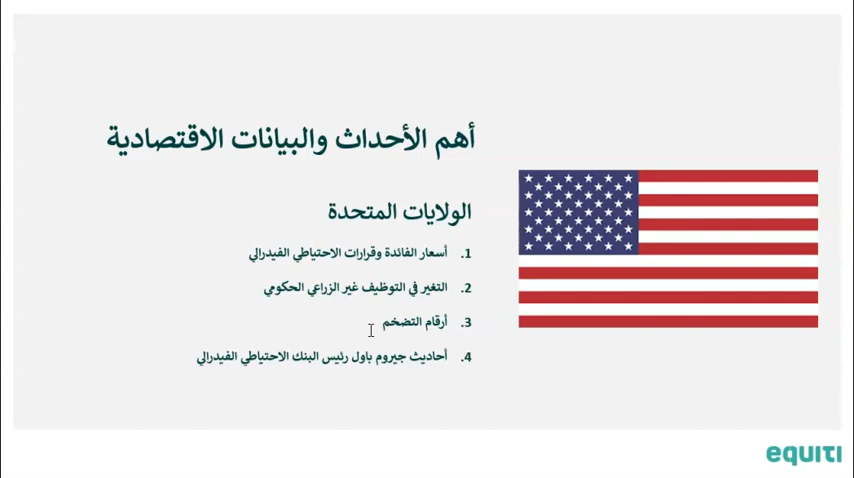 أهم الأحداث والبيانات الاقتصادية
الولايات المتحدة
1. أسعار الفائدة وقرارات الاحتياطي الفيدرالي
2. التغير في التوظيف غير الزراعي الحكومي
3. أرقام التضخم
4. أحاديث جيروم باول رئيس البنك الاحتياطي الفيدرالي
equiti